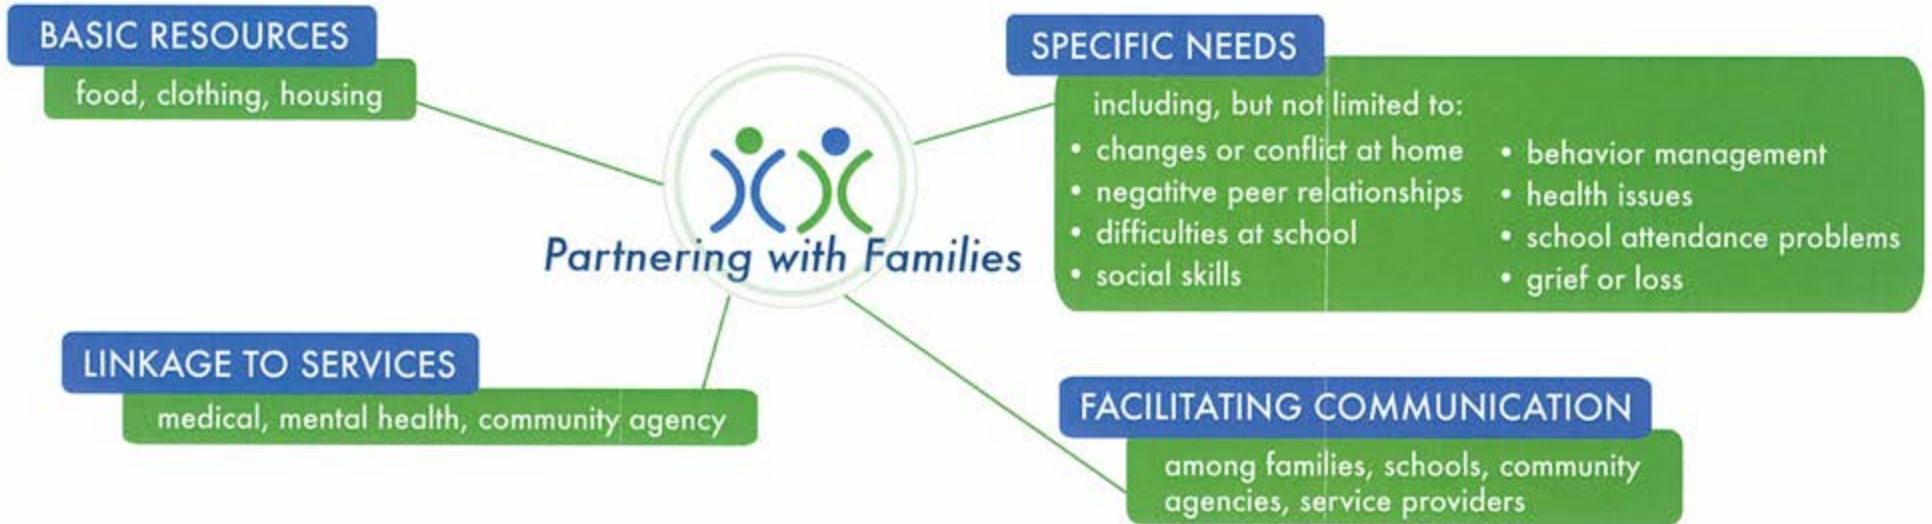 BASIC RESOURCES
food, clothing, housing
SPECIFIC NEEDS
including, but not limited to:
• changes or conflict at home
• negatitve peer relationships
• difficulties at school
• social skills
• behavior management
• health issues
• school attendance problems
• grief or loss
Partnering with Families
LINKAGE TO SERVICES
medical, mental health, community agency
FACILITATING COMMUNICATION
among families, schools, community
agencies, service providers